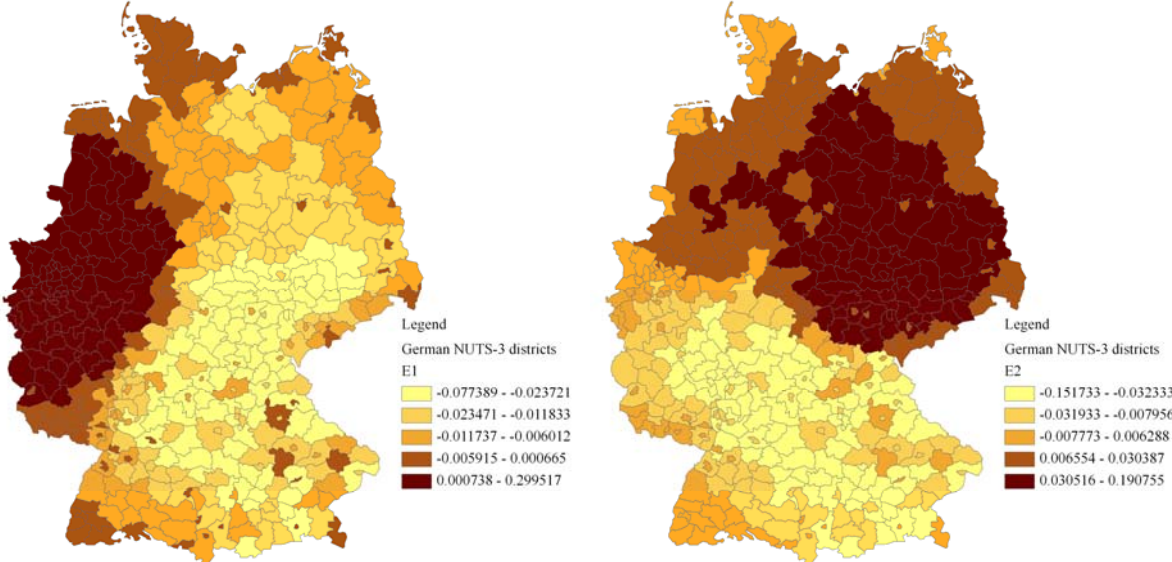 Legend
German NUTS-3 districts
E1
-0.077389 - -0.023721
-0.023471 - -0.011833
-0.011737 - -0.006012
-0.005915 - 0.000665
0.000738 - 0.299517
Legend
German NUTS-3 districts
E2
-0.151733 - -0.032333
-0.031933 - -0.007956
-0.007773 - 0.006288
0.006554 - 0.030387
0.030516 - 0.190755